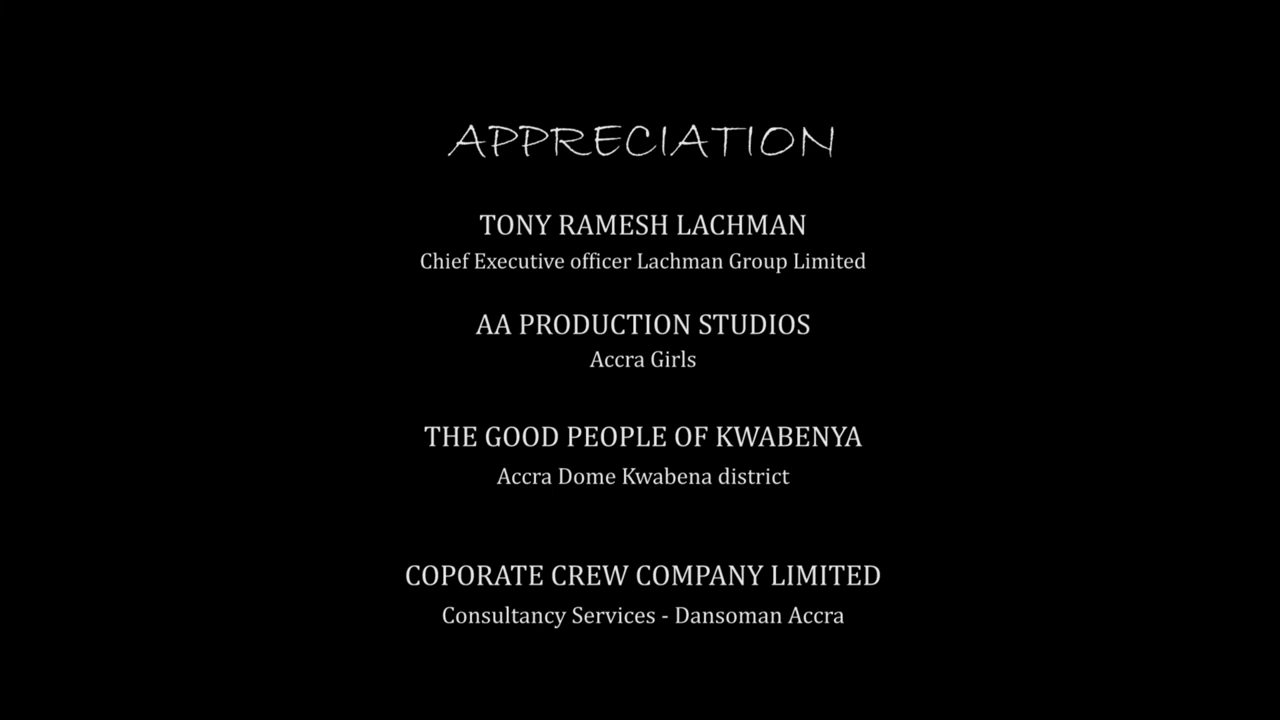 APPRECIATION
TONY RAMESH LACHMAN
Chief Executive officer Lachman Group Limited
AA PRODUCTION STUDIOS
Accra Girls
THE GOOD PEOPLE OF KWABENYA
Accra Dome Kwabena district
COPORATE CREW COMPANY LIMITED
Consultancy Services - Dansoman Accra